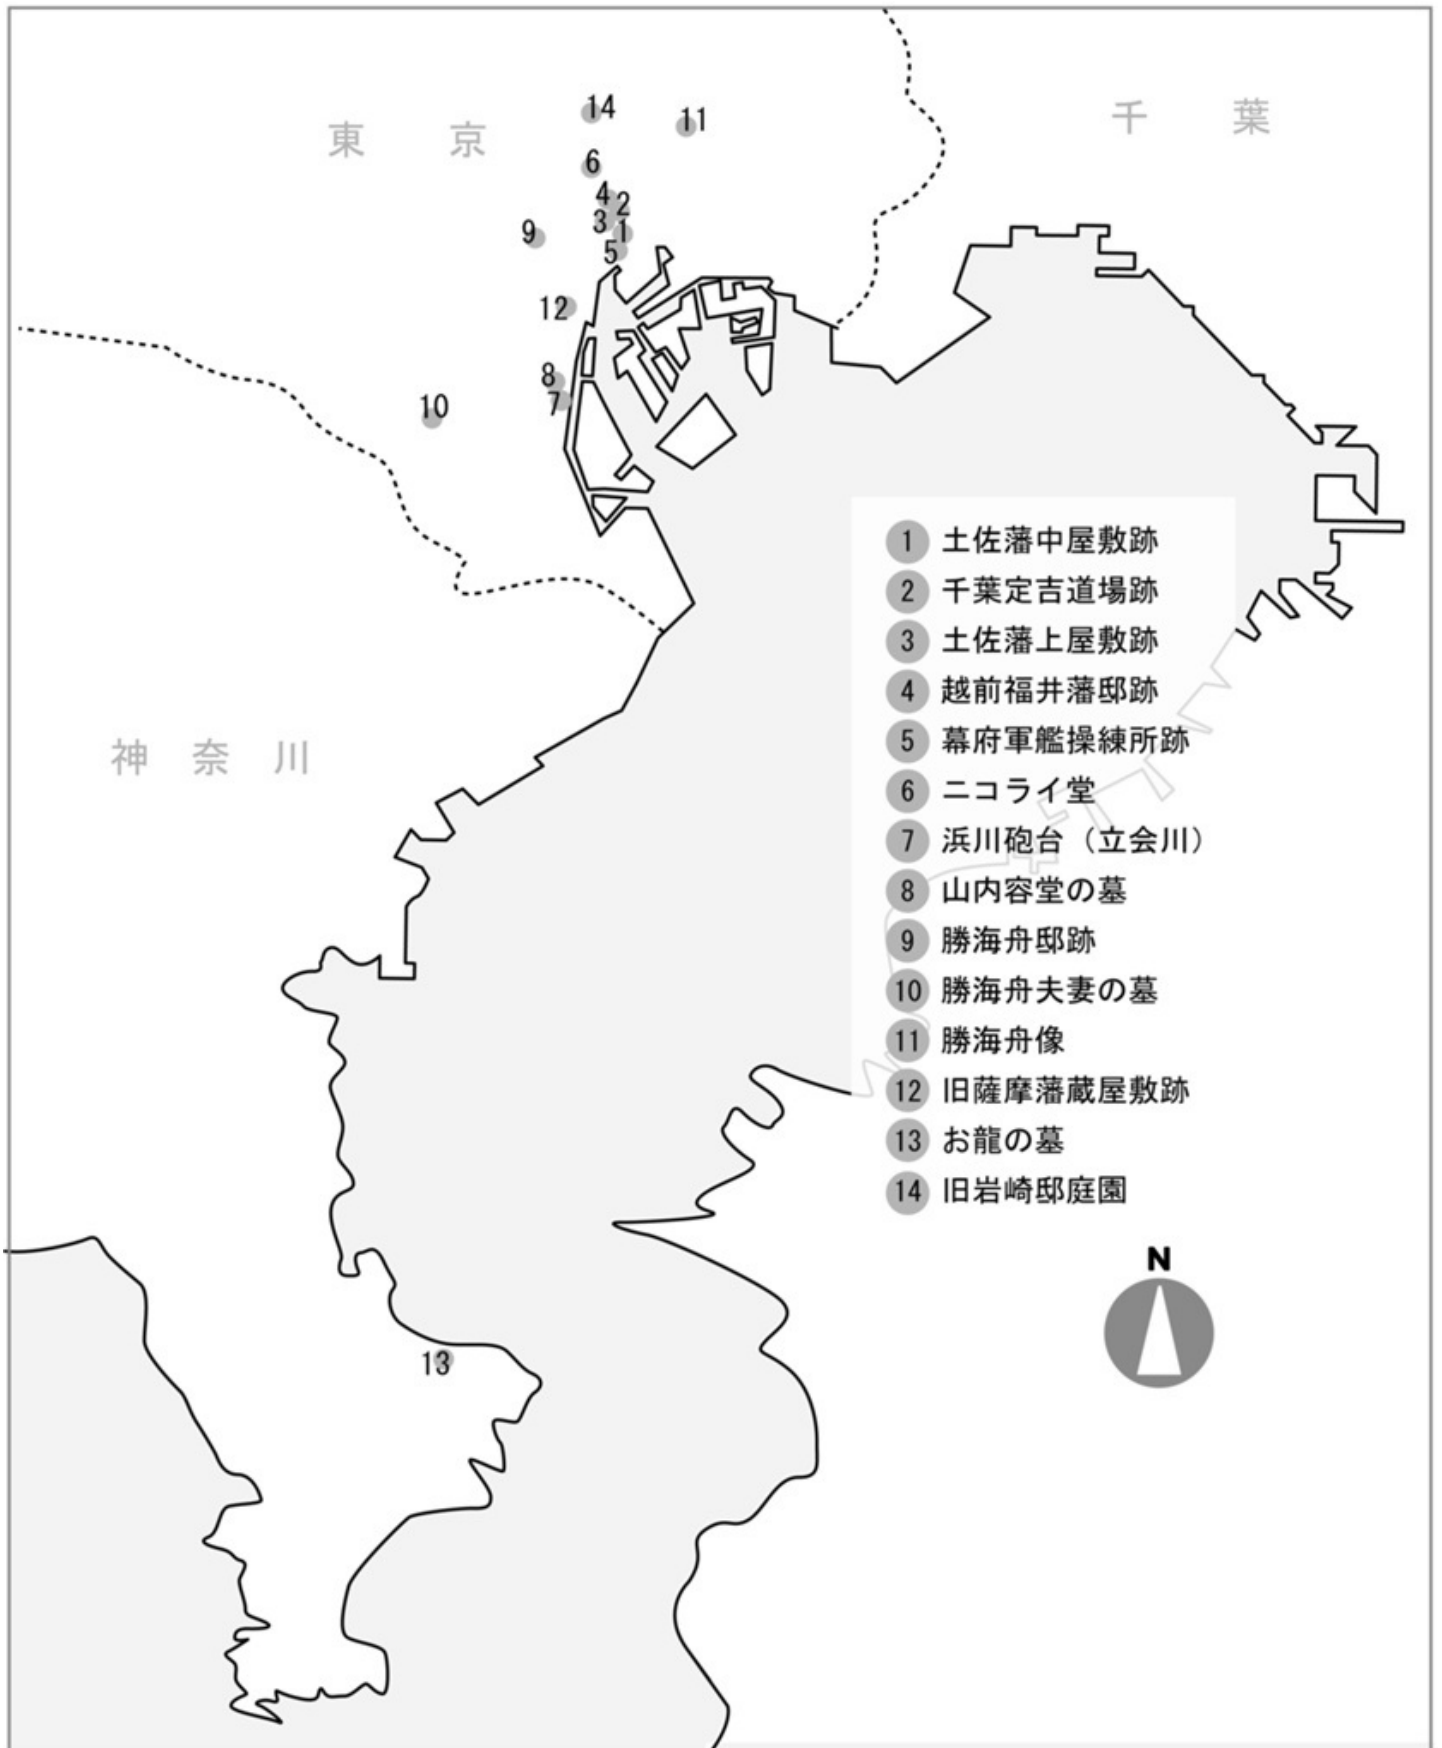 14
11
東京
千葉
6
4
2
3
1
9
5
12
8
7
10
1 土佐藩中屋敷跡
2 千葉定吉道場跡
3 土佐藩上屋敷跡
4 越前福井藩邸跡
5 幕府軍艦操練所跡
6 ニコライ堂
7 浜川砲台（立会川）
8 山内容堂の墓
9 勝海舟邸跡
10 勝海舟夫妻の墓
11 勝海舟像
12 旧薩摩藩蔵屋敷跡
13 お龍の墓
14 旧岩崎邸庭園
神奈川
N
13